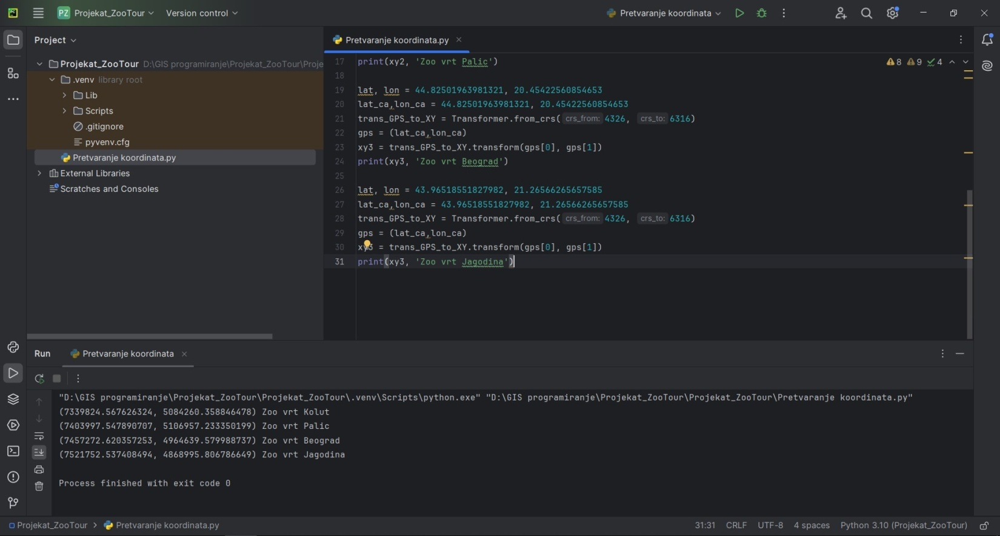 PC
PZ Projekat_ZooTour Version control Pretvaranje koordinata
Project
Pretvaranje koordinata.py
Projekat_ZooTour D:\GIS programiranje\Projekat_ZooTour\Proje
.venv library root
Lib
Scripts
.gitignore
pyvenv.cfg
Pretvaranje koordinata.py
External Libraries
Scratches and Consoles
8 9 4
17 print(xy2, 'Zoo vrt Palic')
18
19 lat, lon = 44.82501963981321, 20.45422560854653
20 lat_ca,lon_ca = 44.82501963981321, 20.45422560854653
21 trans_GPS_to_XY = Transformer.from_crs( crs_from: 4326, crs_to: 6316)
22 gps = (lat_ca,lon_ca)
23 xy3 = trans_GPS_to_XY.transform(gps[0], gps[1])
24 print(xy3, 'Zoo vrt Beograd')
25
26 lat, lon = 43.96518551827982, 21.26566265657585
27 lat_ca,lon_ca = 43.96518551827982, 21.26566265657585
28 trans_GPS_to_XY = Transformer.from_crs( crs_from: 4326, crs_to: 6316)
29 gps = (lat_ca,lon_ca)
30 xy3 = trans_GPS_to_XY.transform(gps[0], gps[1])
31 print(xy3, 'Zoo vrt Jagodina')
Run Pretvaranje koordinata
"D:\GIS programiranje\Projekat_ZooTour\Projekat_ZooTour\.venv\Scripts\python.exe" "D:\GIS programiranje\Projekat_ZooTour\Projekat_ZooTour\Pretvaranje koordinata.py"
(7339824.567626324, 5084260.358846478) Zoo vrt Kolut
(7403997.547890707, 5106957.233350199) Zoo vrt Palic
(7457272.620357253, 4964639.579988737) Zoo vrt Beograd
(7521752.537408494, 4868995.806786649) Zoo vrt Jagodina
Process finished with exit code 0
Projekat_ZooTour > Pretvaranje koordinata.py 31:31 CRLF UTF-8 4 spaces Python 3.10 (Projekat_ZooTour)